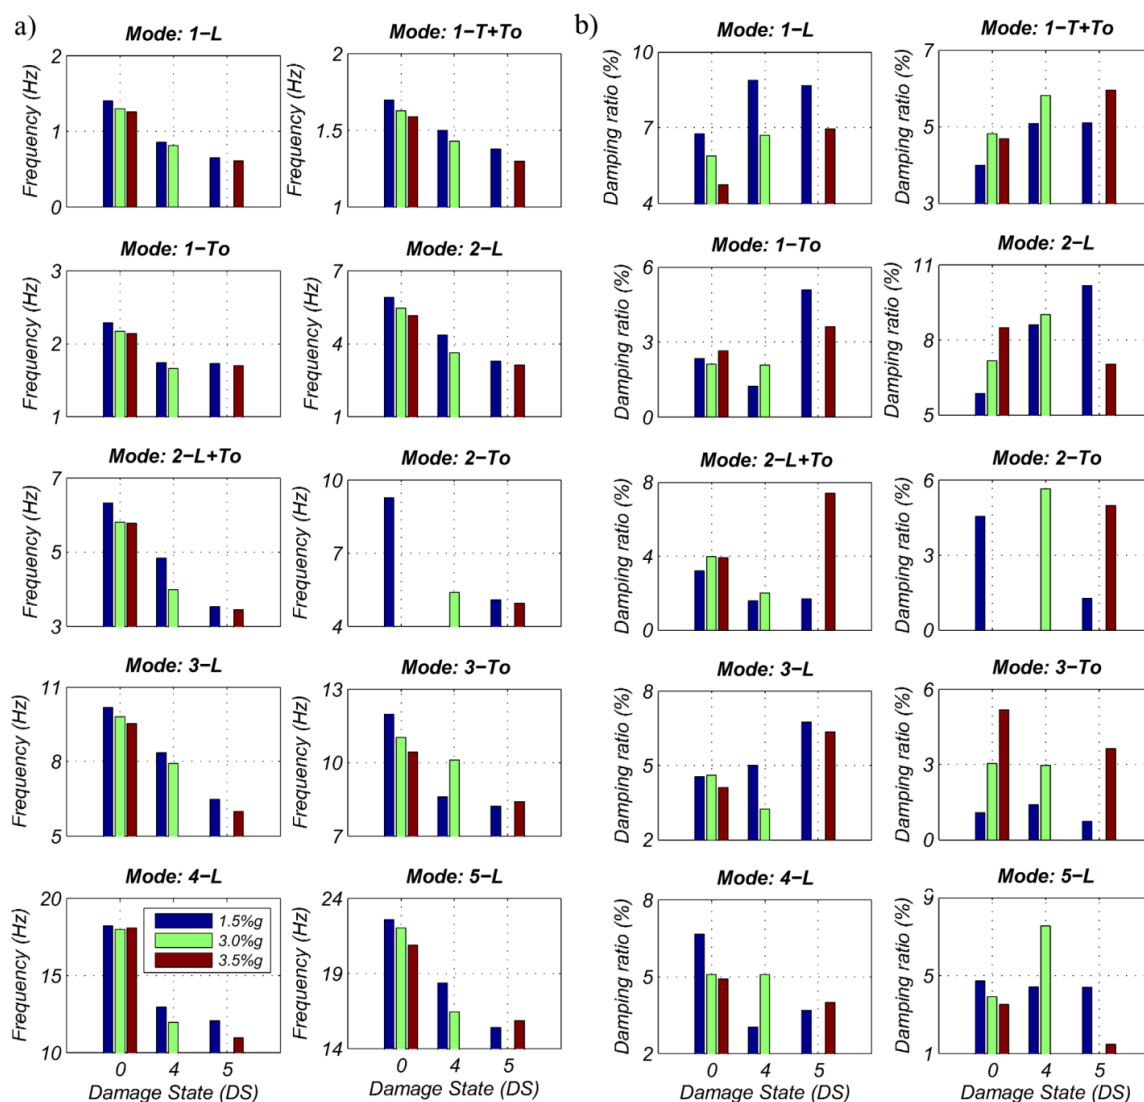 a)
Mode: 1-L
Mode: 1-T+To
Frequency (Hz)
2
1
0
Frequency (Hz)
2
1.5
1
Mode: 1-To
Mode: 2-L
Frequency (Hz)
3
2
1
Frequency (Hz)
7
4
1
Mode: 2-L+To
Mode: 2-To
Frequency (Hz)
7
5
3
Frequency (Hz)
10
7
4
Mode: 3-L
Mode: 3-To
Frequency (Hz)
11
8
5
Frequency (Hz)
13
10
7
Mode: 4-L
Mode: 5-L
Frequency (Hz)
20
15
10
1.5%g
3.0%g
3.5%g
Frequency (Hz)
24
19
14
0 4 5
0 4 5
Damage State (DS)
Damage State (DS)
b)
Mode: 1-L
Mode: 1-T+To
Damping ratio (%)
10
7
4
Damping ratio (%)
7
5
3
Mode: 1-To
Mode: 2-L
Damping ratio (%)
6
3
0
Damping ratio (%)
11
8
5
Mode: 2-L+To
Mode: 2-To
Damping ratio (%)
8
4
0
Damping ratio (%)
6
3
0
Mode: 3-L
Mode: 3-To
Damping ratio (%)
8
5
2
Damping ratio (%)
6
3
0
Mode: 4-L
Mode: 5-L
Damping ratio (%)
8
5
2
Damping ratio (%)
9
5
1
0 4 5
0 4 5
Damage State (DS)
Damage State (DS)